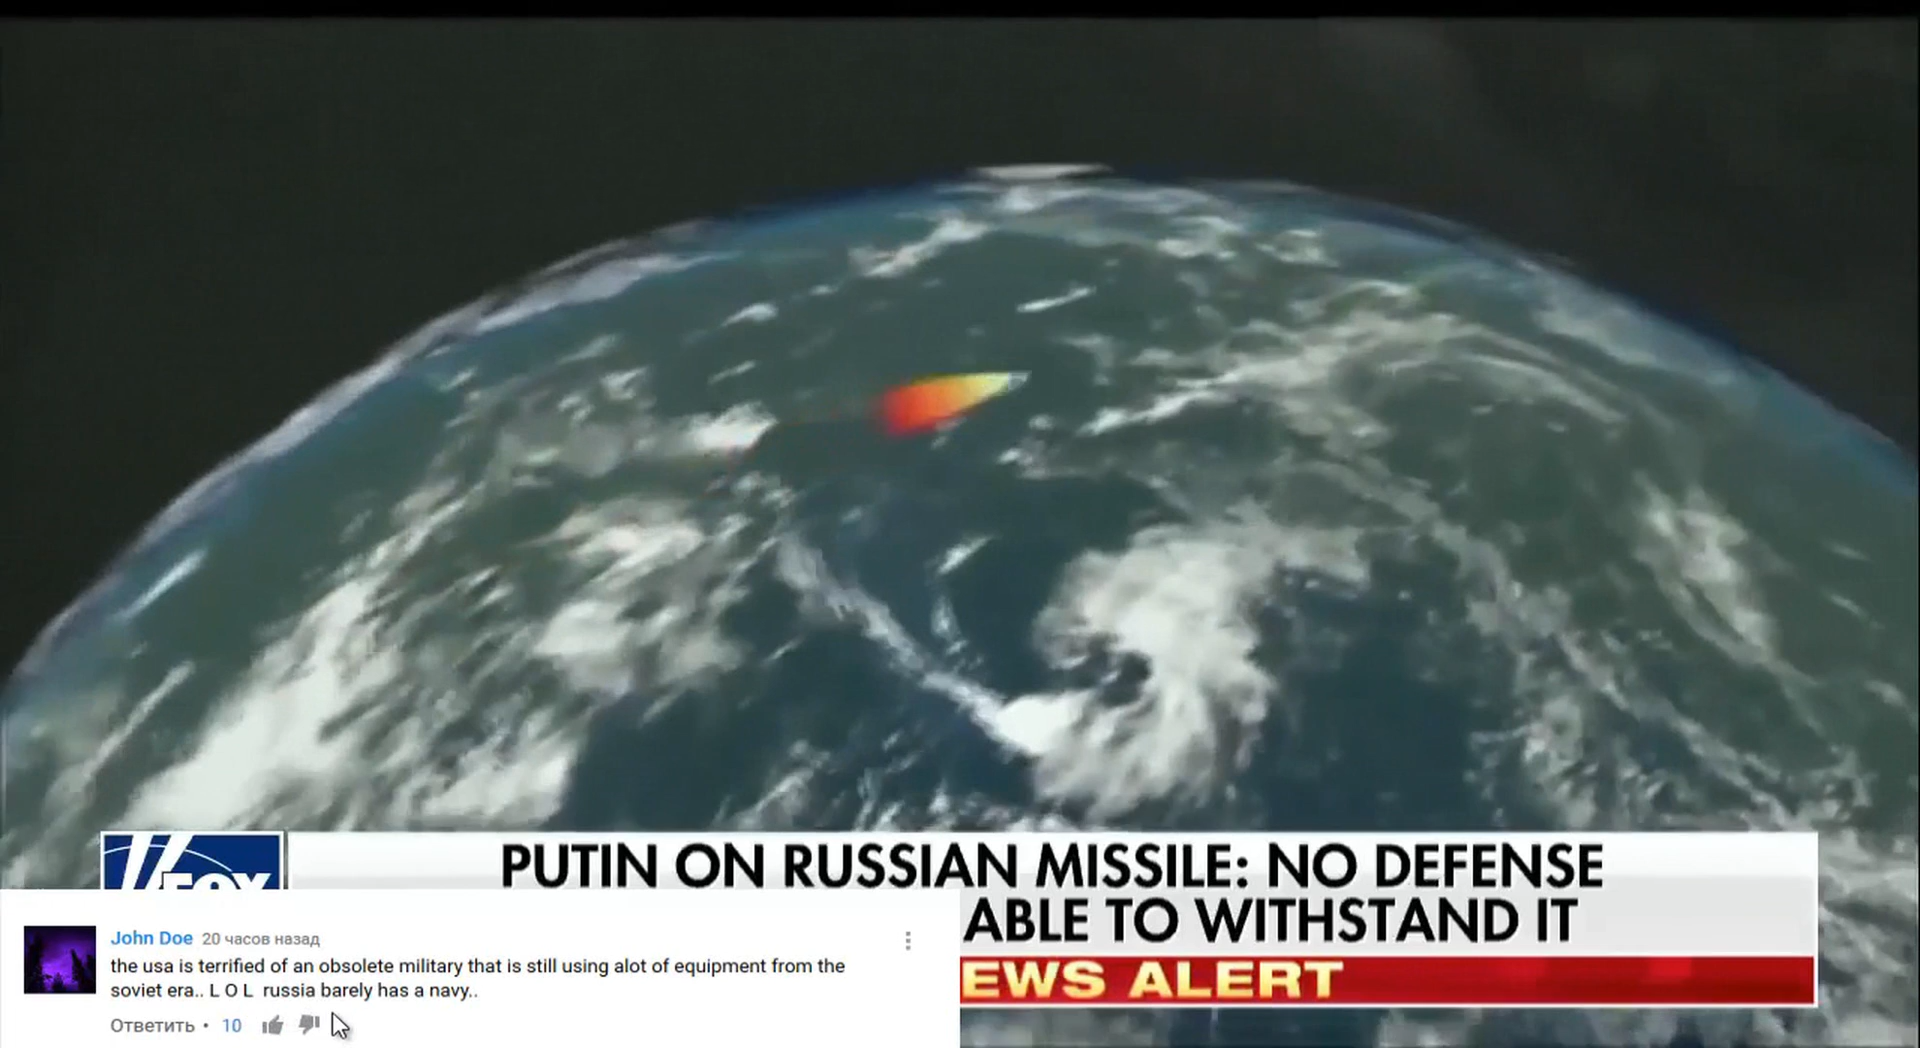 PUTIN ON RUSSIAN MISSILE: NO DEFENSE
FOX
ABLE TO WITHSTAND IT
EWS ALERT
John Doe 20 часов назад
the usa is terrified of an obsolete military that is still using alot of equipment from the
soviet era.. L O L russia barely has a navy..
Ответить • 10